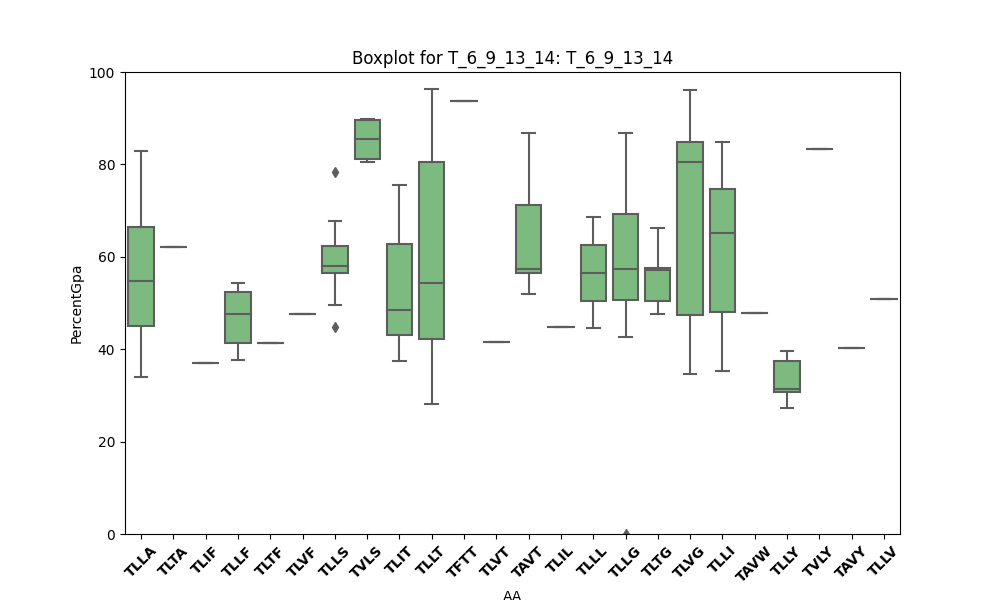 Boxplot for T_6_9_13_14: T_6_9_13_14
100
80
60
40
20
0
PercentGpa
TLLA TLTA TLIF TLLF TLTF TLVF TLLS TVLS TLIT TLLT TFTT TLVT TAVT TLIL TLLL TLLG TLTG TLVG TLLI TAVW TLLY TVLY TAVY TLLV
AA